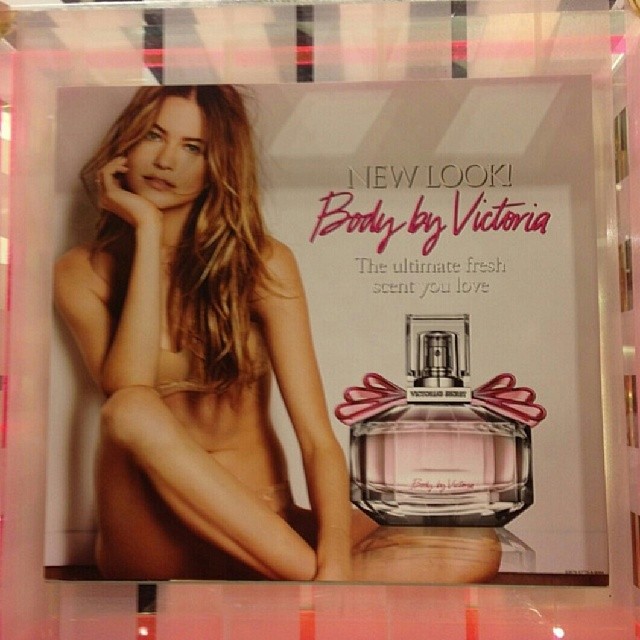 NEW LOOK!
Body by Victoria
The ultimate fresh
scent you love
VICTORIA'S SECRET
Body by Victoria